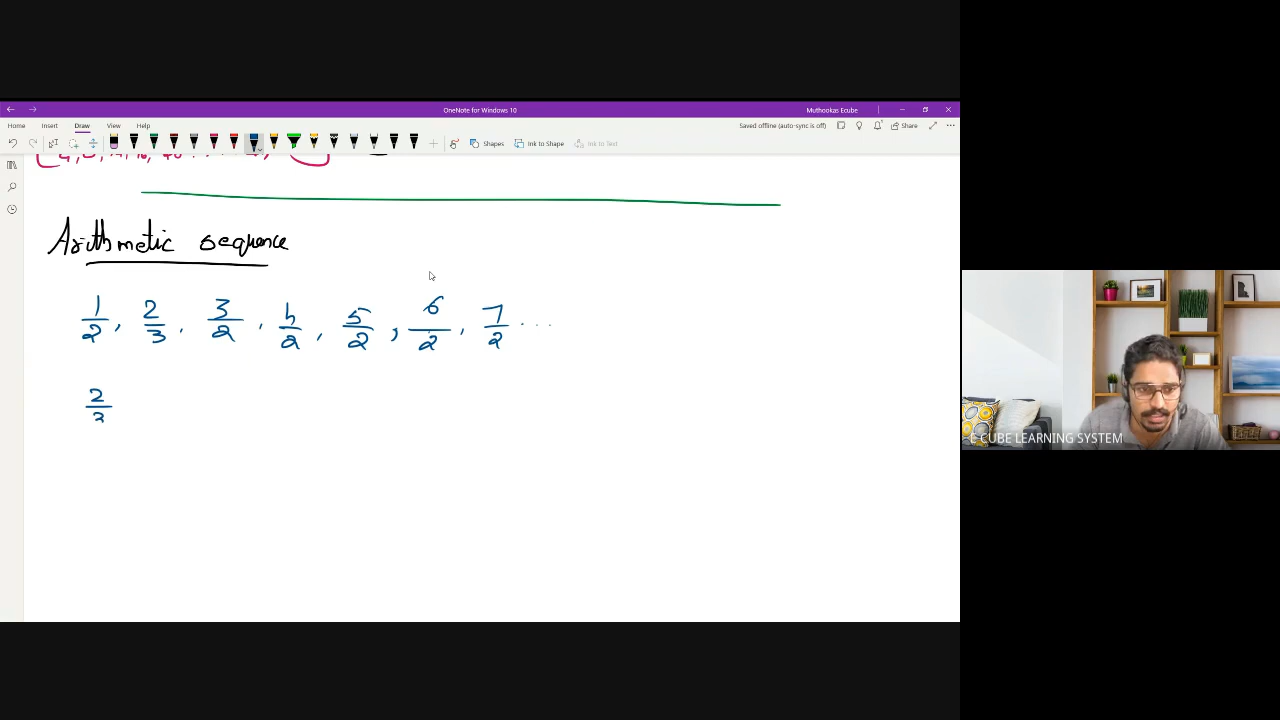 OneNote for Windows 10
Muthookas Ecube
Home Insert Draw View Help
Saved offline (auto-sync is off)
Share
Shapes
Ink to Shape
Ink to Text
Arithmetic sequence
1/2, 2/3, 3/2, 4/2, 5/2, 6/2, 7/2 ...
2/3
E CUBE LEARNING SYSTEM